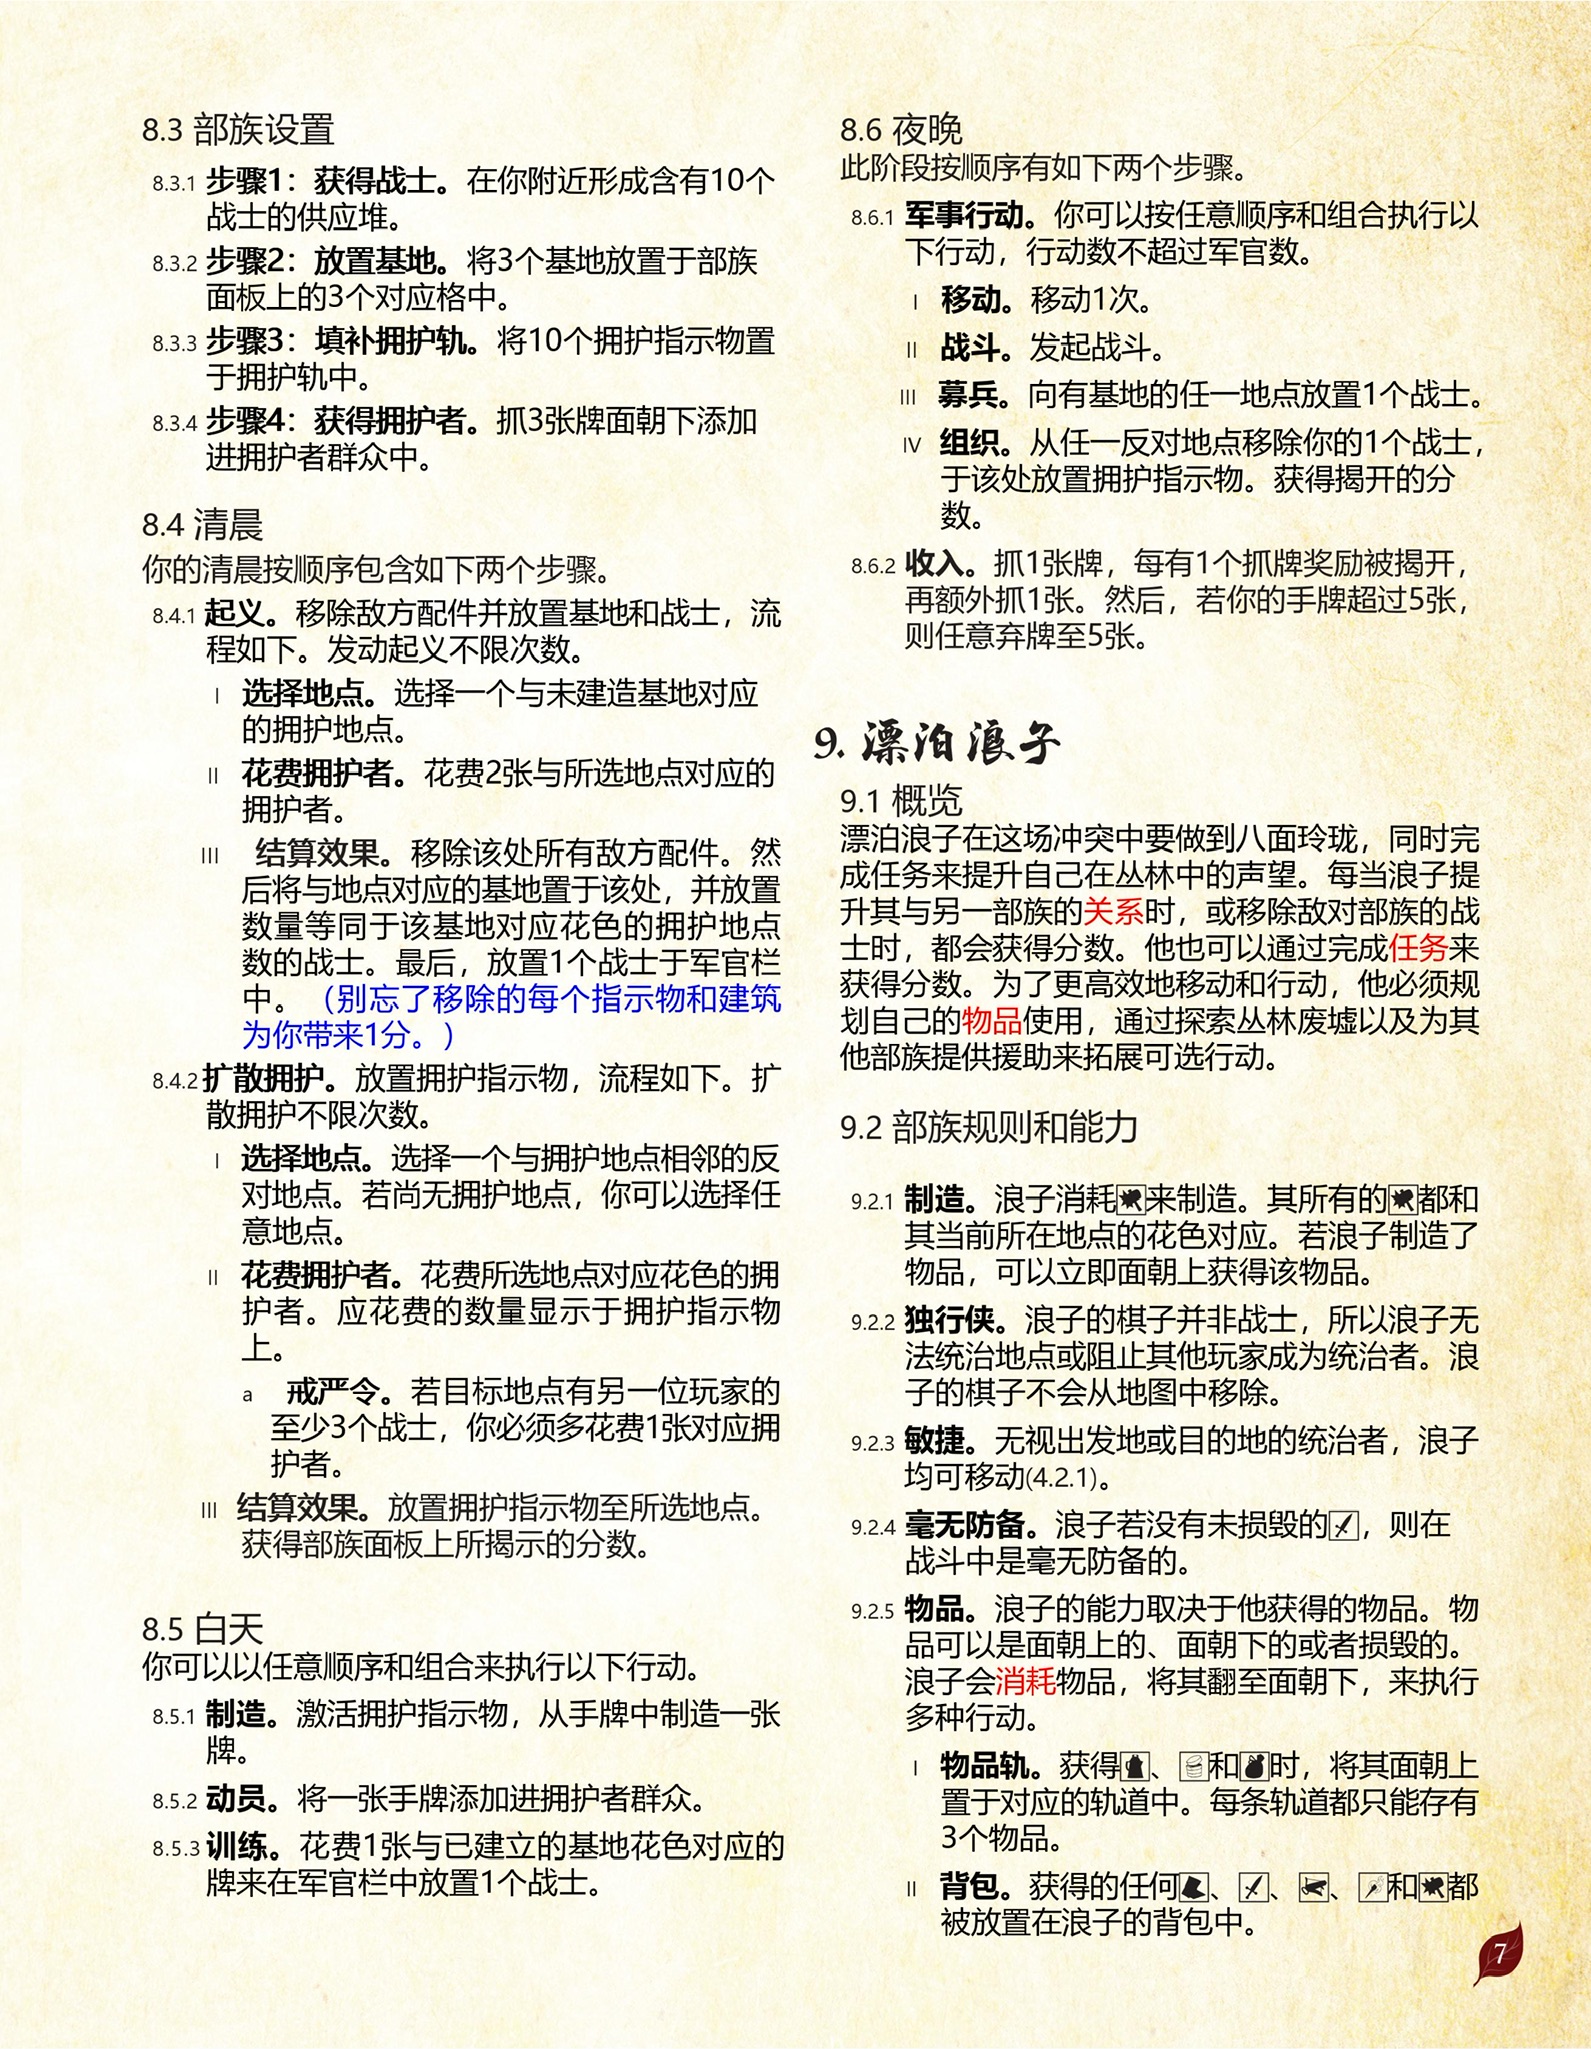 8.3 部族设置
8.3.1 步骤1：获得战士。在你附近形成含有10个
战士的供应堆。
8.3.2 步骤2：放置基地。将3个基地放置于部族
面板上的3个对应格中。
8.3.3 步骤3：填补拥护轨。将10个拥护指示物置
于拥护轨中。
8.3.4 步骤4：获得拥护者。抓3张牌面朝下添加
进拥护者群众中。
8.4 清晨
你的清晨按顺序包含如下两个步骤。
8.4.1 起义。移除敌方配件并放置基地和战士，流
程如下。发动起义不限次数。
I 选择地点。选择一个与未建造基地对应
的拥护地点。
II 花费拥护者。花费2张与所选地点对应的
拥护者。
III 结算效果。移除该处所有敌方配件。然
后将与地点对应的基地置于该处，并放置
数量等同于该基地对应花色的拥护地点
数的战士。最后，放置1个战士于军官栏
中。（别忘了移除的每个指示物和建筑
为你带来1分。）
8.4.2 扩散拥护。放置拥护指示物，流程如下。扩
散拥护不限次数。
I 选择地点。选择一个与拥护地点相邻的反
对地点。若尚无拥护地点，你可以选择任
意地点。
II 花费拥护者。花费所选地点对应花色的拥
护者。应花费的数量显示于拥护指示物
上。
a 戒严令。若目标地点有另一位玩家的
至少3个战士，你必须多花费1张对应拥
护者。
III 结算效果。放置拥护指示物至所选地点。
获得部族面板上所揭示的分数。
8.5 白天
你可以以任意顺序和组合来执行以下行动。
8.5.1 制造。激活拥护指示物，从手牌中制造一张
牌。
8.5.2 动员。将一张手牌添加进拥护者群众。
8.5.3 训练。花费1张与已建立的基地花色对应的
牌来在军官栏中放置1个战士。
8.6 夜晚
此阶段按顺序有如下两个步骤。
8.6.1 军事行动。你可以按任意顺序和组合执行以
下行动，行动数不超过军官数。
I 移动。移动1次。
II 战斗。发起战斗。
III 募兵。向有基地的任一地点放置1个战士。
IV 组织。从任一反对地点移除你的1个战士，
于该处放置拥护指示物。获得揭开的分
数。
8.6.2 收入。抓1张牌，每有1个抓牌奖励被揭开，
再额外抓1张。然后，若你的手牌超过5张，
则任意弃牌至5张。
9. 漂泊浪子
9.1 概览
漂泊浪子在这场冲突中要做到八面玲珑，同时完
成任务来提升自己在丛林中的声望。每当浪子提
升其与另一部族的关系时，或移除敌对部族的战
士时，都会获得分数。他也可以通过完成任务来
获得分数。为了更高效地移动和行动，他必须规
划自己的物品使用，通过探索丛林废墟以及为其
他部族提供援助来拓展可选行动。
9.2 部族规则和能力
9.2.1 制造。浪子消耗来制造。其所有的都和
其当前所在地点的花色对应。若浪子制造了
物品，可以立即面朝上获得该物品。
9.2.2 独行侠。浪子的棋子并非战士，所以浪子无
法统治地点或阻止其他玩家成为统治者。浪
子的棋子不会从地图中移除。
9.2.3 敏捷。无视出发地或目的地的统治者，浪子
均可移动(4.2.1)。
9.2.4 毫无防备。浪子若没有未损毁的，则在
战斗中是毫无防备的。
9.2.5 物品。浪子的能力取决于他获得的物品。物
品可以是面朝上的、面朝下的或者损毁的。
浪子会消耗物品，将其翻至面朝下，来执行
多种行动。
I 物品轨。获得、和时，将其面朝上
置于对应的轨道中。每条轨道都只能存有
3个物品。
II 背包。获得的任何、、、和都
被放置在浪子的背包中。
7